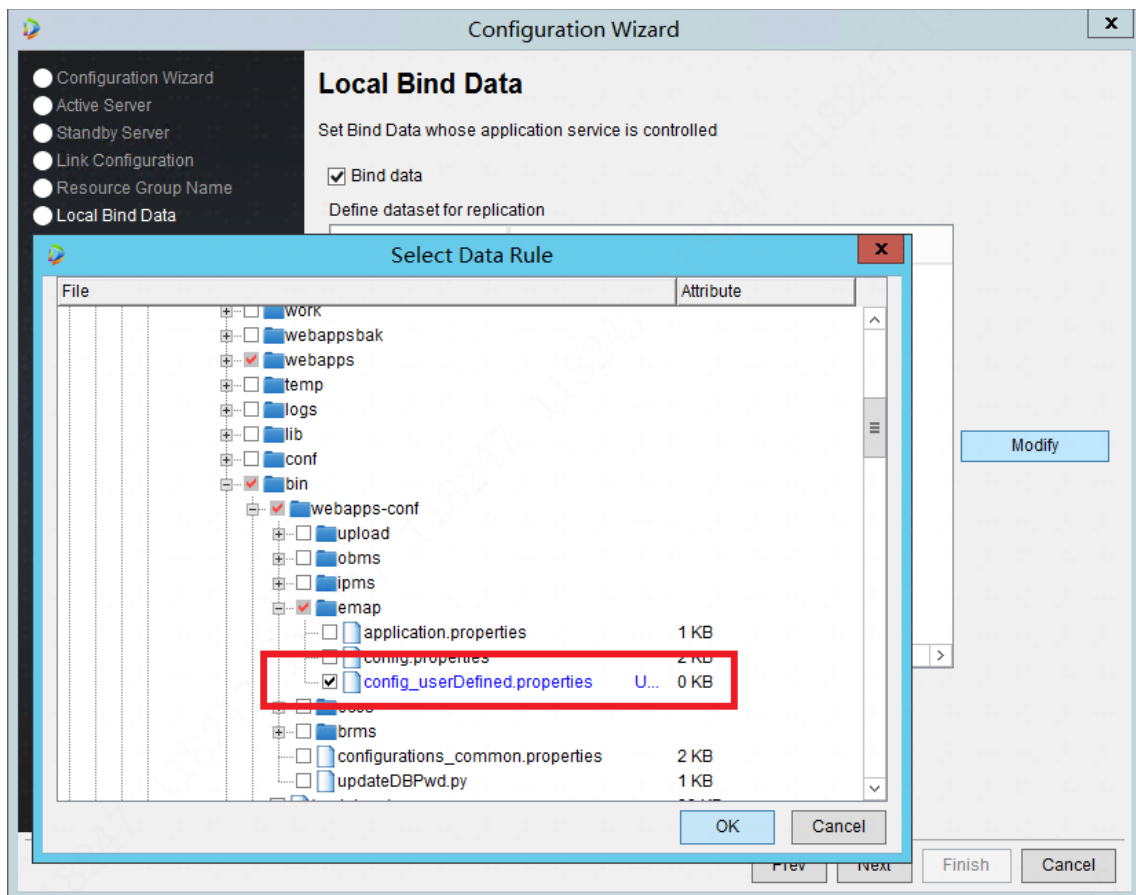 Configuration Wizard
x
Configuration Wizard
Active Server
Standby Server
Link Configuration
Resource Group Name
Local Bind Data
Local Bind Data
Set Bind Data whose application service is controlled
Bind data
Define dataset for replication
Modify
Select Data Rule
x
File Attribute
work
webappsbak
webapps
temp
logs
lib
conf
bin
webapps-conf
upload
obms
ipms
emap
application.properties 1 KB
config.properties 2 KB
config_userDefined.properties U... 0 KB
brms
configurations_common.properties 2 KB
updateDBPwd.py 1 KB
OK Cancel
Prev Next Finish Cancel
1182247